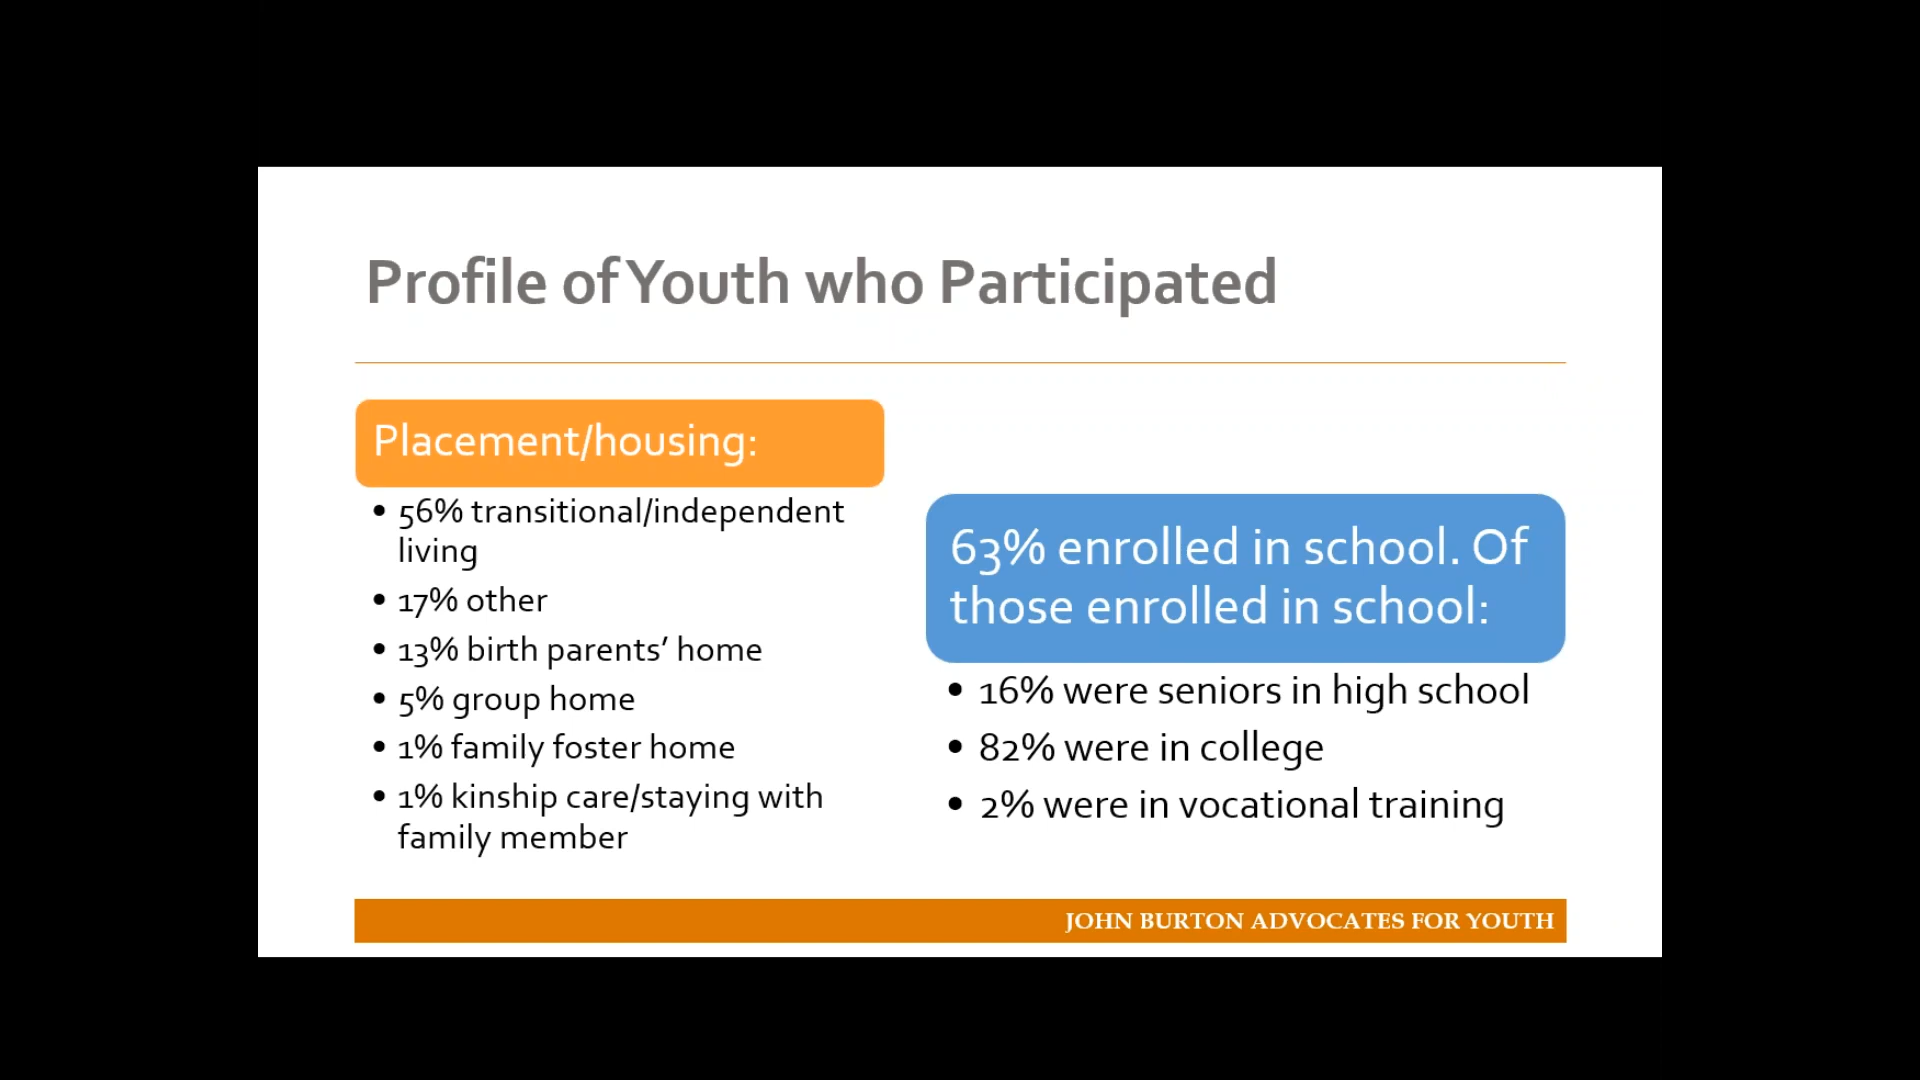 Profile of Youth who Participated
Placement/housing:
• 56% transitional/independent
living
• 17% other
• 13% birth parents’ home
• 5% group home
• 1% family foster home
• 1% kinship care/staying with
family member
63% enrolled in school. Of
those enrolled in school:
• 16% were seniors in high school
• 82% were in college
• 2% were in vocational training
JOHN BURTON ADVOCATES FOR YOUTH